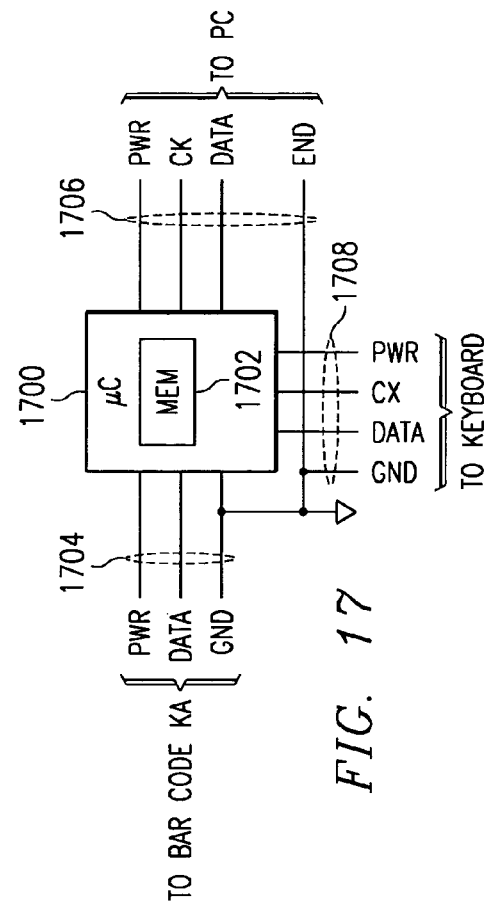 1700
1706
μC
MEM
1702
1704
PWR
DATA
GND
TO BAR CODE KA
PWR
CK
DATA
END
TO PC
1708
PWR
CX
DATA
GND
TO KEYBOARD
FIG. 17